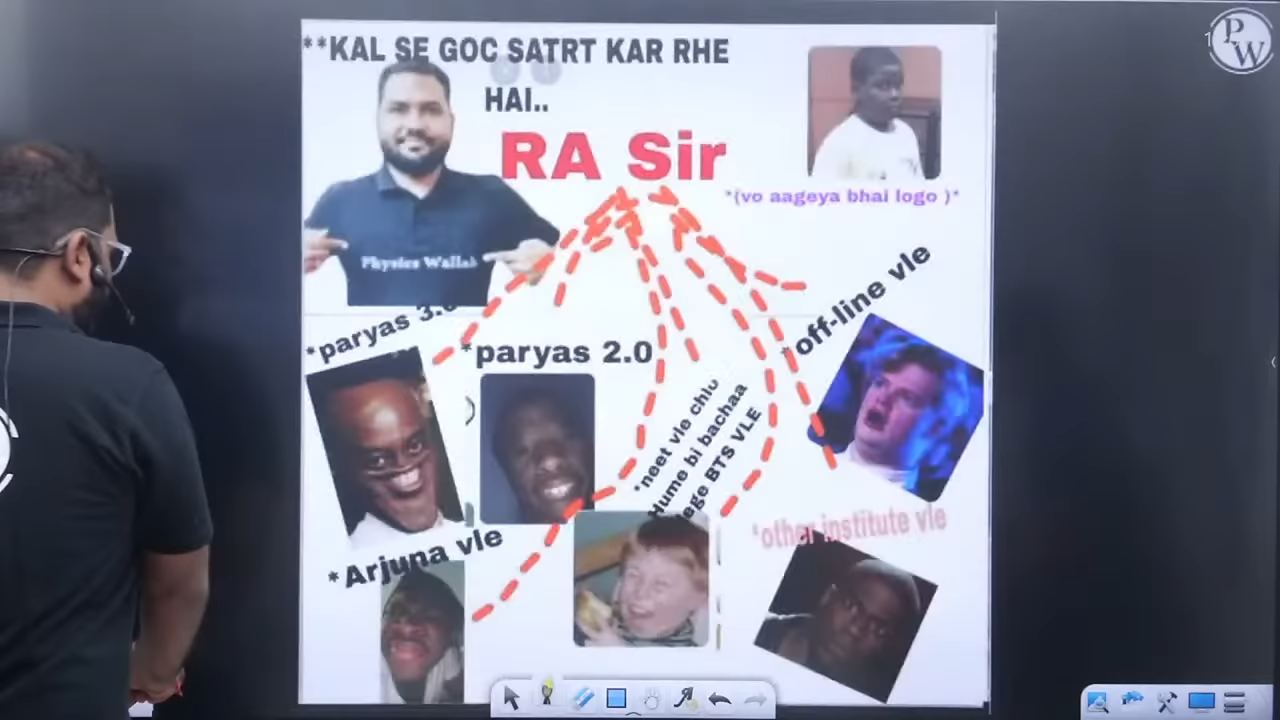 **KAL SE GOC SATRT KAR RHE
HAI..
RA Sir
*(vo aageya bhai logo )*
Physics Wallah
*paryas 3.0
*paryas 2.0
*off-line vle
*neet vle chlo
Hume bi bachaa
lege BTS VLE
*Arjuna vle
*other institute vle
PW